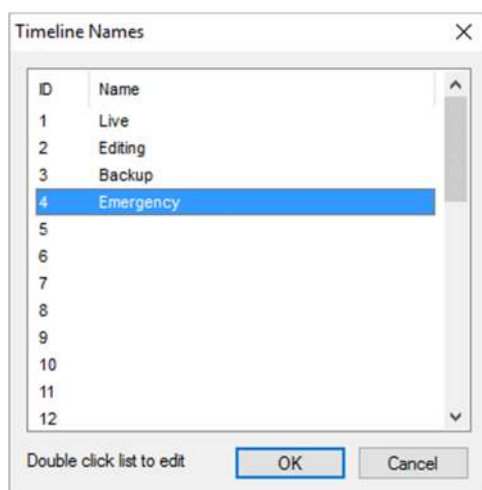 Timeline Names
ID Name
1 Live
2 Editing
3 Backup
4 Emergency
5
6
7
8
9
10
11
12
Double click list to edit OK Cancel